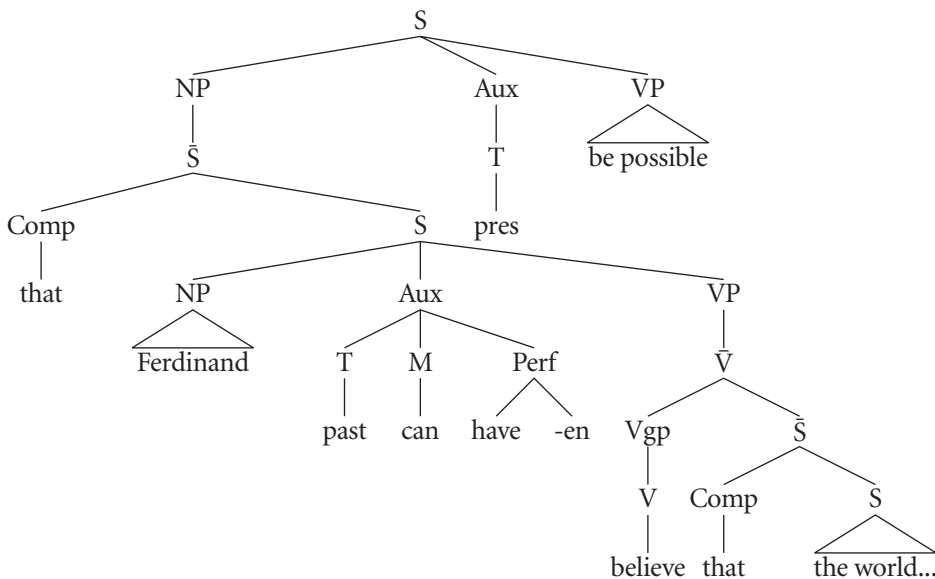 S
NP Aux VP
S̄ T be possible
Comp S pres
that NP Aux VP
Ferdinand T M Perf V̄
past can have -en Vgp S̄
V Comp S
believe that the world...